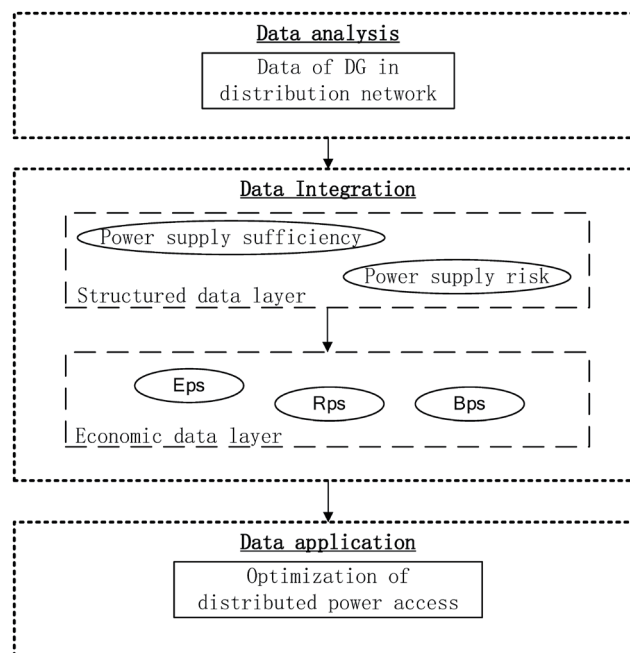 Data analysis
Data of DG in
distribution network
Data Integration
Power supply sufficiency
Power supply risk
Structured data layer
Eps
Rps
Bps
Economic data layer
Data application
Optimization of
distributed power access